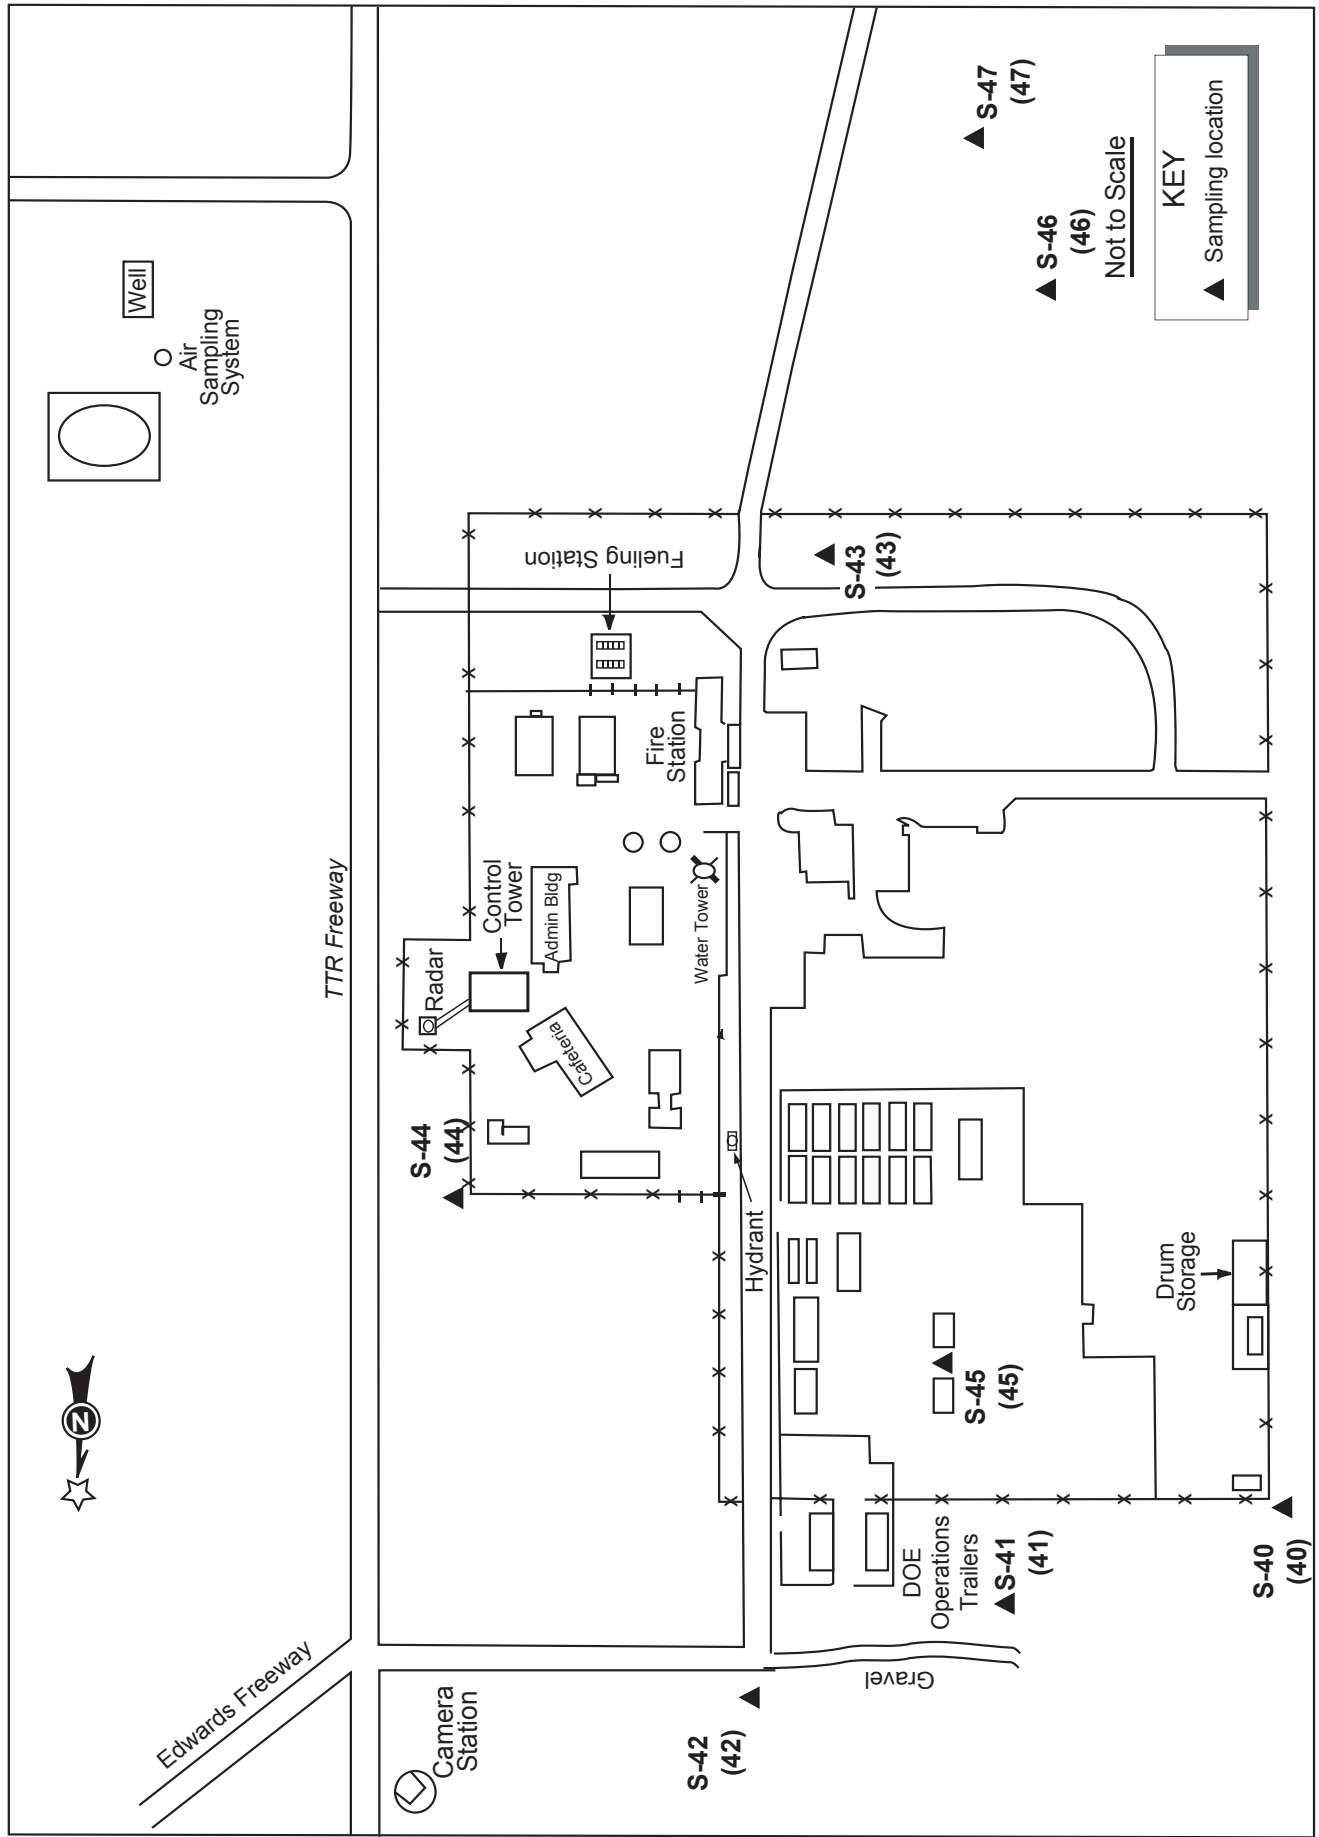 Well
Air
Sampling
System
S-47
(47)
S-46
(46)
Not to Scale
KEY
Sampling location
Fueling Station
S-43
(43)
Fire
Station
TTR Freeway
Control
Tower
Radar
Admin Bldg
Water Tower
Cafeteria
S-44
(44)
Hydrant
Drum
Storage
N
S-45
(45)
DOE
Operations
Trailers
S-41
(41)
S-40
(40)
Gravel
Edwards Freeway
Camera
Station
S-42
(42)